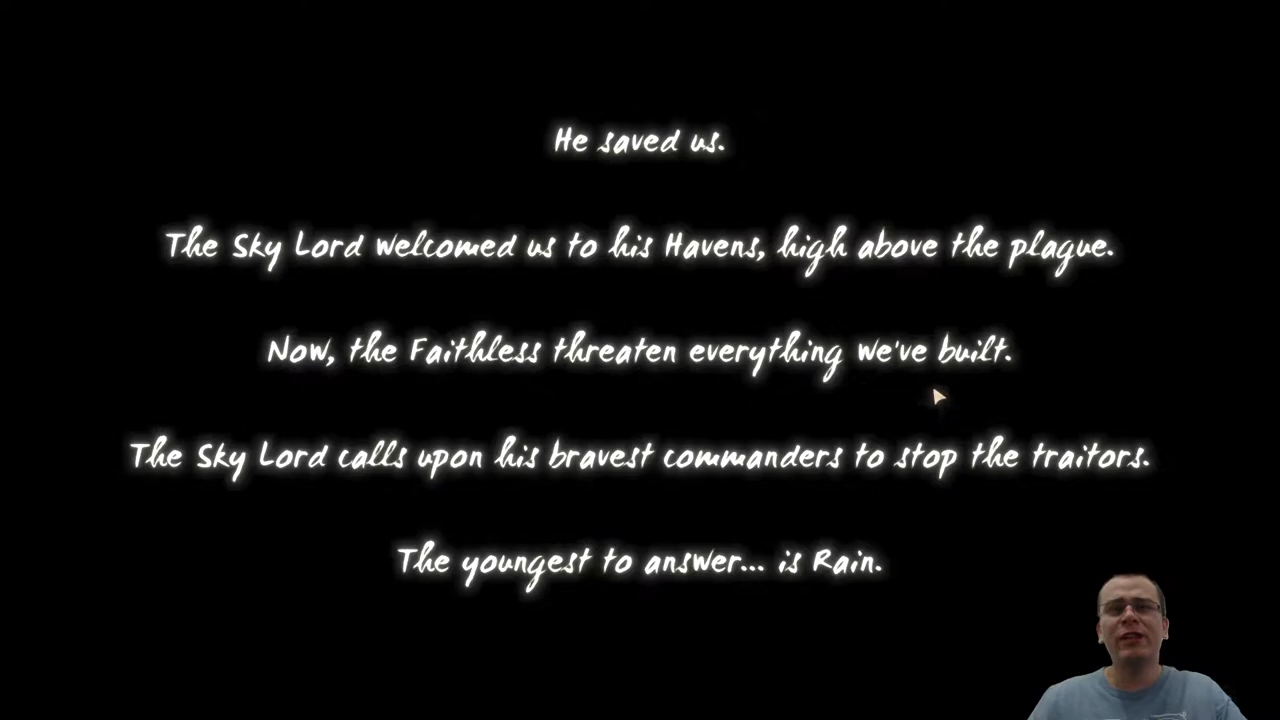 He saved us.
The Sky Lord welcomed us to his Havens, high above the plague.
Now, the Faithless threaten everything we've built.
The Sky Lord calls upon his bravest commanders to stop the traitors.
The youngest to answer... is Rain.